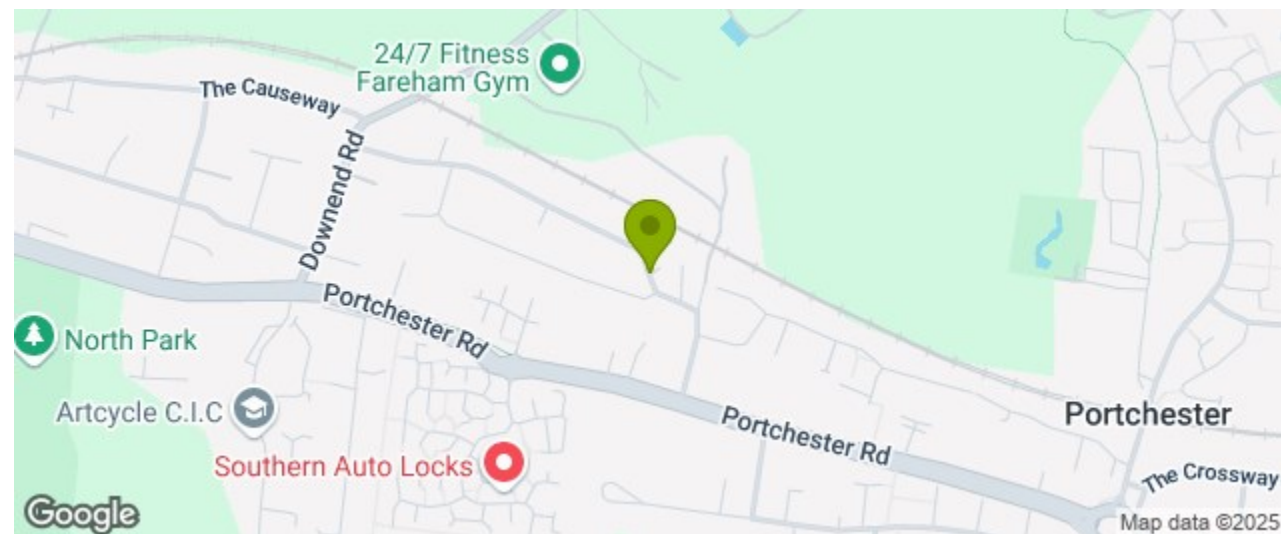 24/7 Fitness
Fareham Gym
The Causeway
Downend Rd
Portchester Rd
North Park
Artcycle C.I.C
Southern Auto Locks
Portchester Rd
Portchester
The Crossway
Google
Map data ©2025